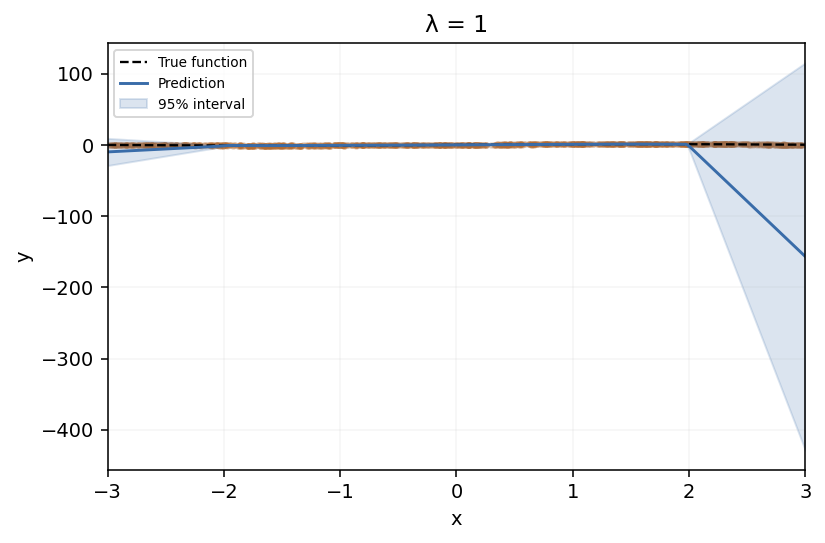 λ = 1
True function
Prediction
95% interval
100
0
−100
−200
−300
−400
y
−3 −2 −1 0 1 2 3
x